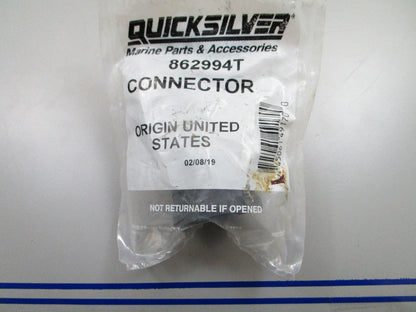 QUICKSILVER
Marine Parts & Accessories
862994T
CONNECTOR
ORIGIN UNITED
STATES
02/08/19
NOT RETURNABLE IF OPENED